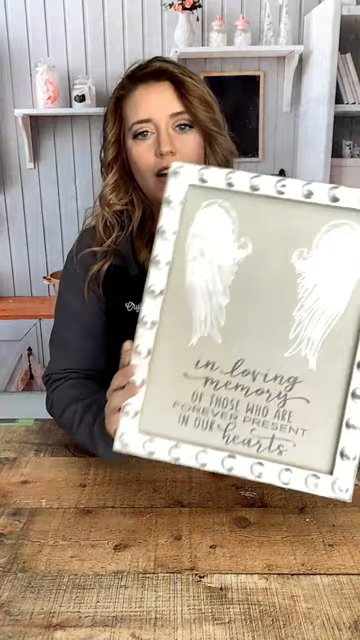 in loving
memory
OF THOSE WHO ARE
FOREVER PRESENT
IN OUR hearts